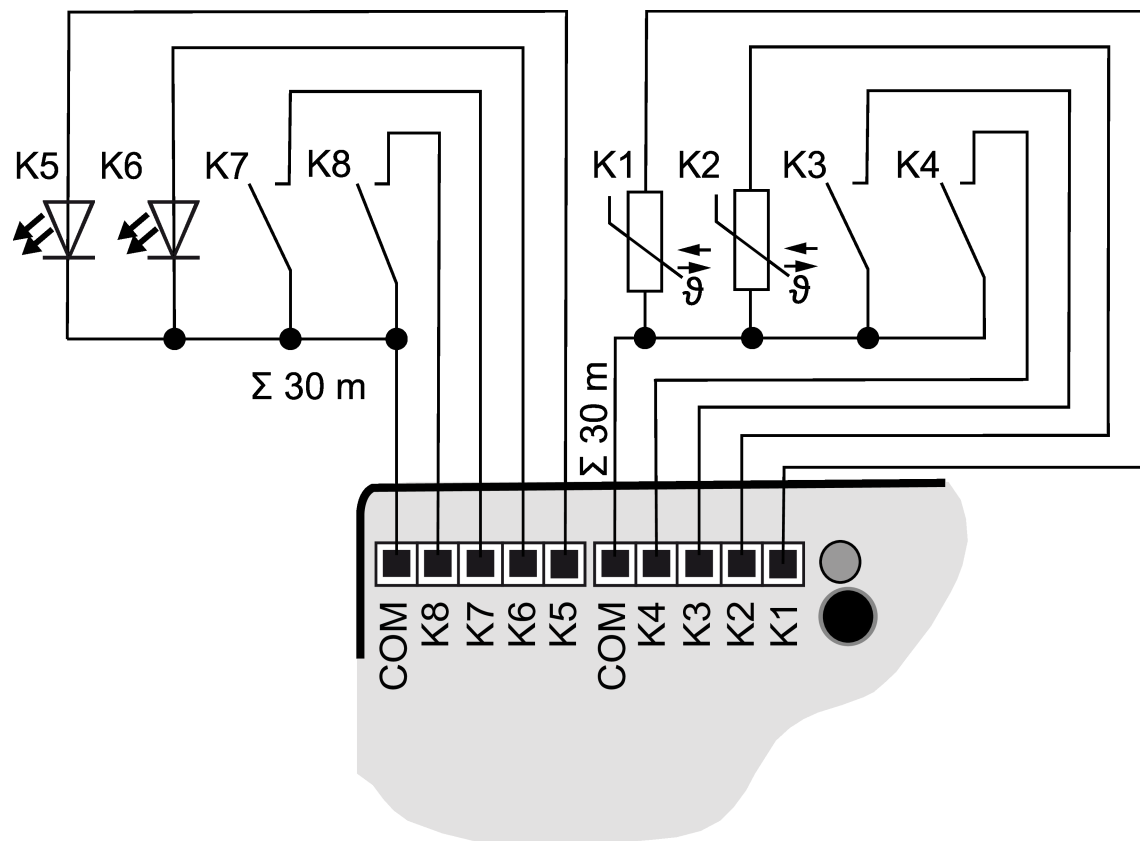 K5 K6 K7 K8 K1 K2 K3 K4
ϑ ϑ
Σ 30 m
Σ 30 m
COM K8 K7 K6 K5 COM K4 K3 K2 K1